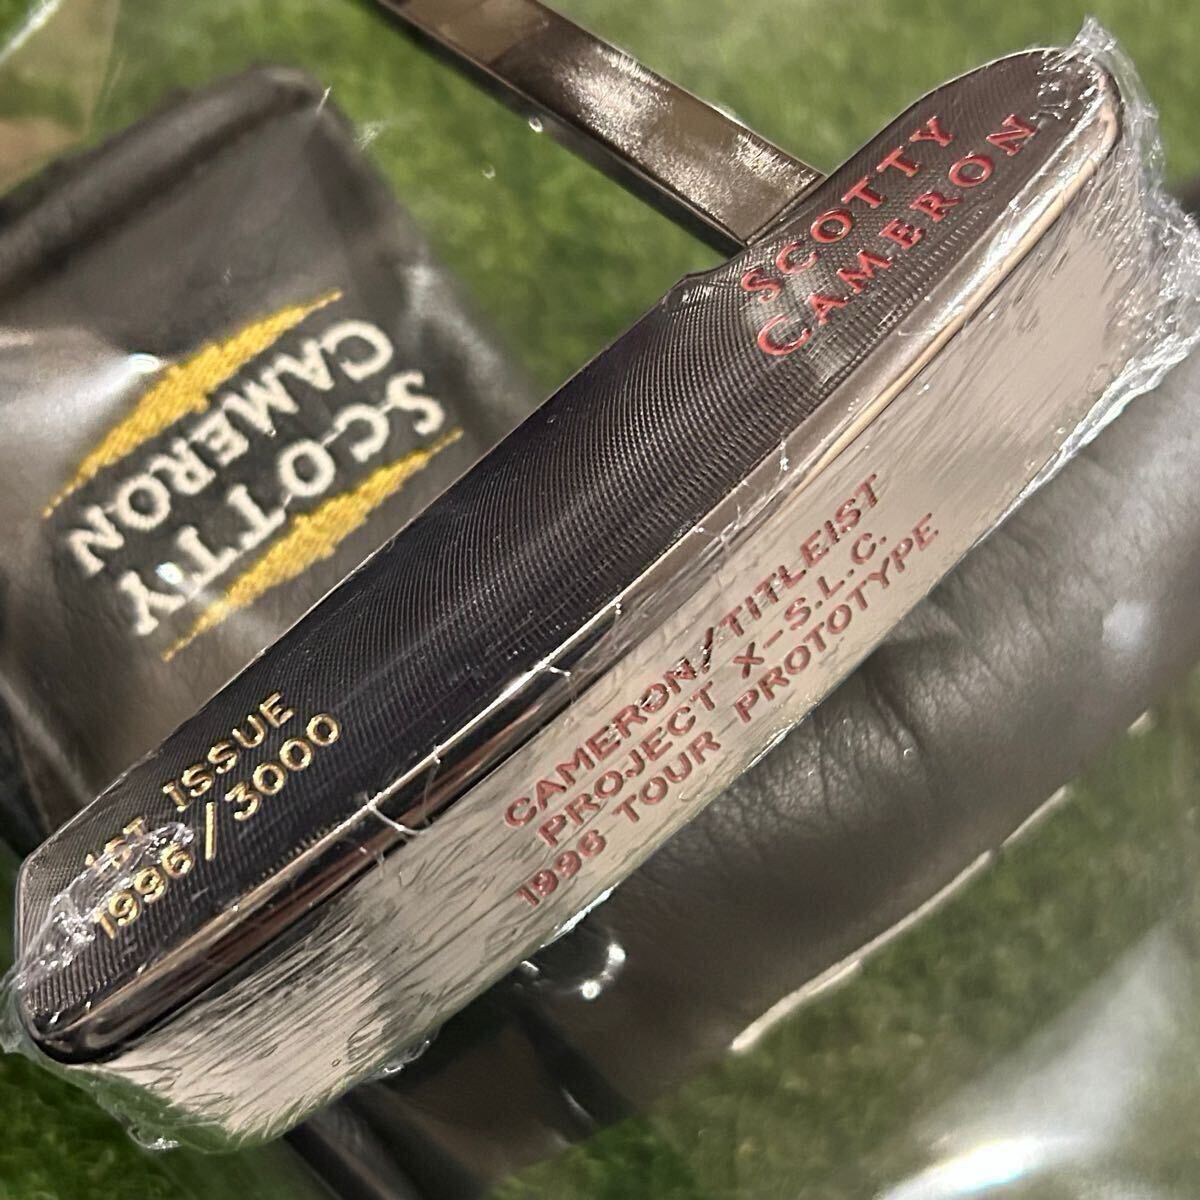 SCOTTY
CAMERON
SCOTTY
CAMERON
1ST ISSUE
1996/3000
CAMERON/TITLEIST
PROJECT X-S.L.C.
1996 TOUR PROTOTYPE